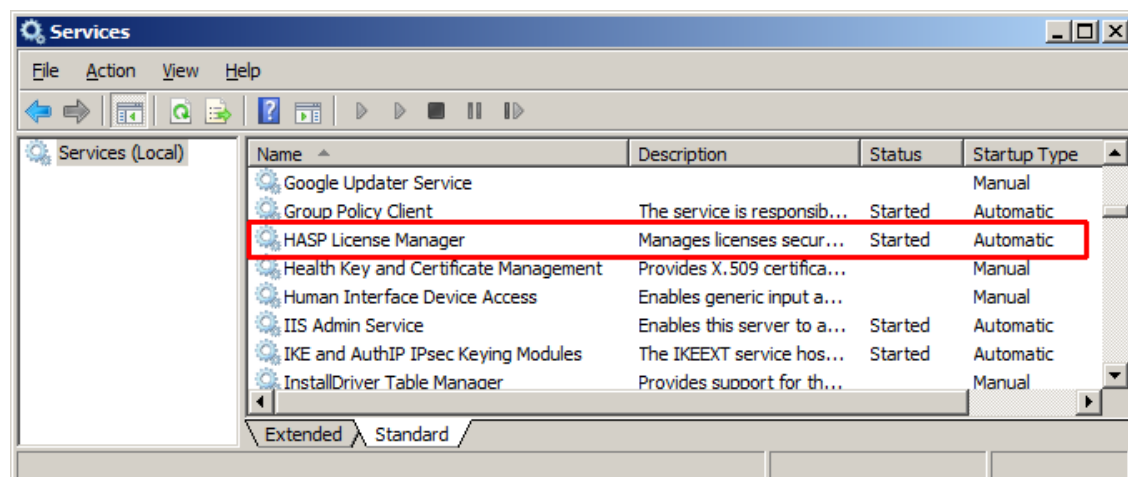 Services
File Action View Help
Services (Local)
Name Description Status Startup Type
Google Updater Service Manual
Group Policy Client The service is responsib... Started Automatic
HASP License Manager Manages licenses secur... Started Automatic
Health Key and Certificate Management Provides X.509 certifica... Manual
Human Interface Device Access Enables generic input a... Manual
IIS Admin Service Enables this server to a... Started Automatic
IKE and AuthIP IPsec Keying Modules The IKEEXT service hos... Started Automatic
InstallDriver Table Manager Provides support for th... Manual
Extended Standard